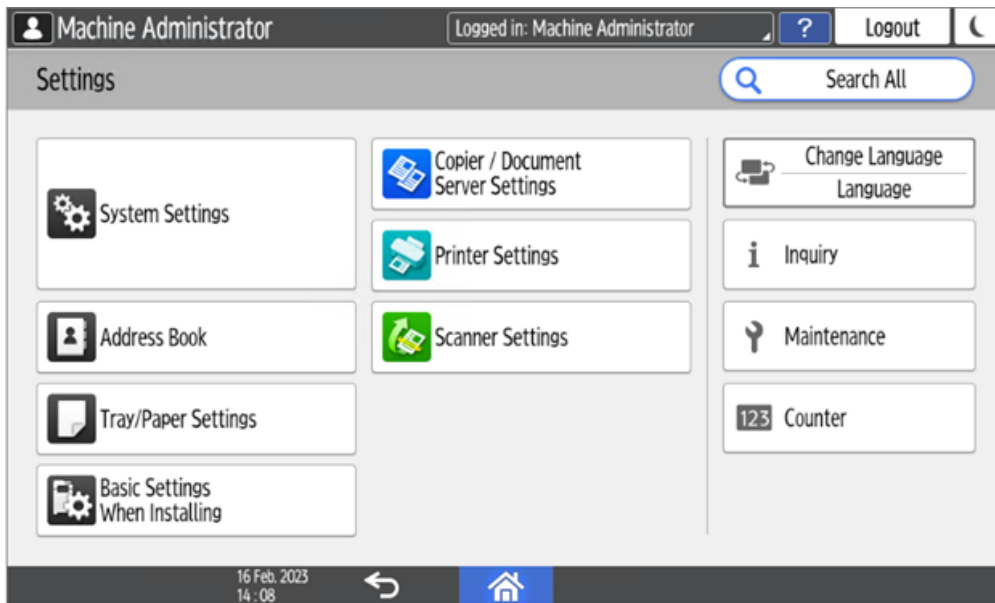 Machine Administrator
Logged in: Machine Administrator
?
Logout
Settings
Search All
System Settings
Address Book
Tray/Paper Settings
Basic Settings
When Installing
Copier / Document
Server Settings
Printer Settings
Scanner Settings
Change Language
Language
i Inquiry
Maintenance
123 Counter
16 Feb. 2023
14 : 08